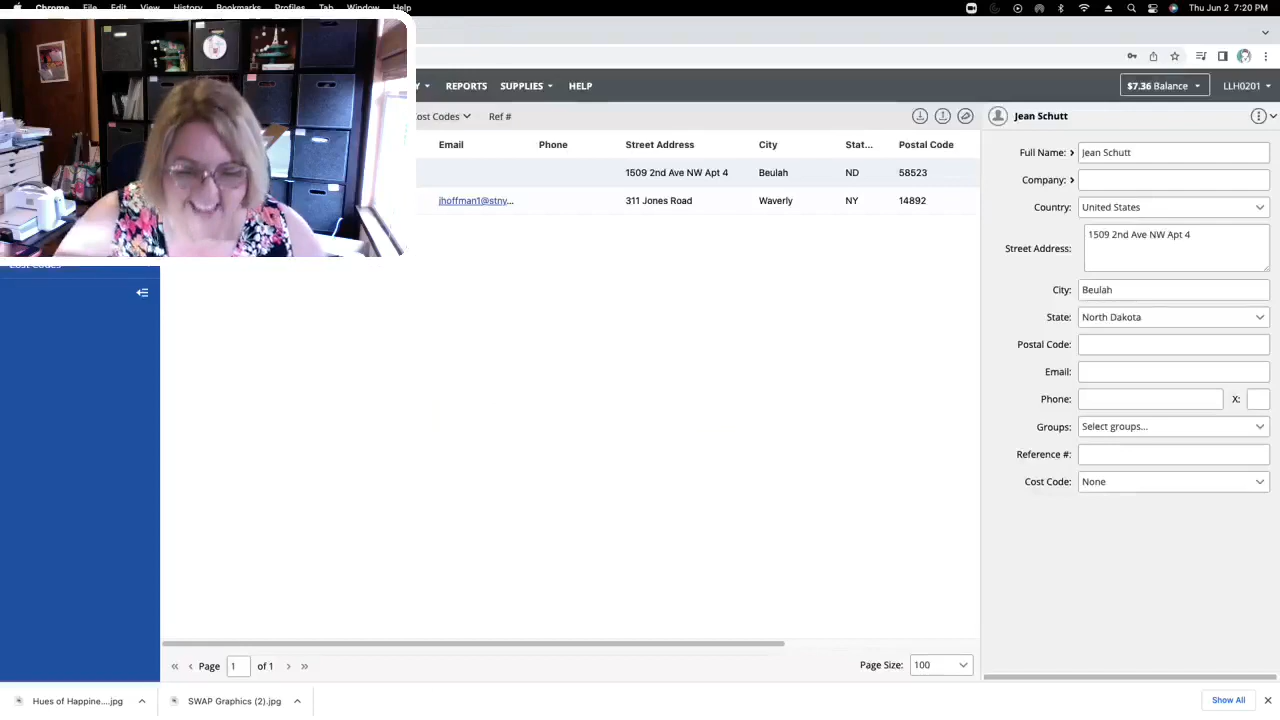 Chrome File Edit View History Bookmarks Profiles Tab Window Help Thu Jun 2 7:20 PM
REPORTS SUPPLIES HELP $7.36 Balance LLH0201
ost Codes Ref # Jean Schutt
Email Phone Street Address City Stat... Postal Code
1509 2nd Ave NW Apt 4 Beulah ND 58523
jhoffman1@stny... 311 Jones Road Waverly NY 14892
Full Name: Jean Schutt
Company:
Country: United States
Street Address: 1509 2nd Ave NW Apt 4
City: Beulah
State: North Dakota
Postal Code:
Email:
Phone: X:
Groups: Select groups...
Reference #:
Cost Code: None
Cost Codes
« ‹ Page 1 of 1 › » Page Size: 100
Hues of Happine....jpg SWAP Graphics (2).jpg Show All